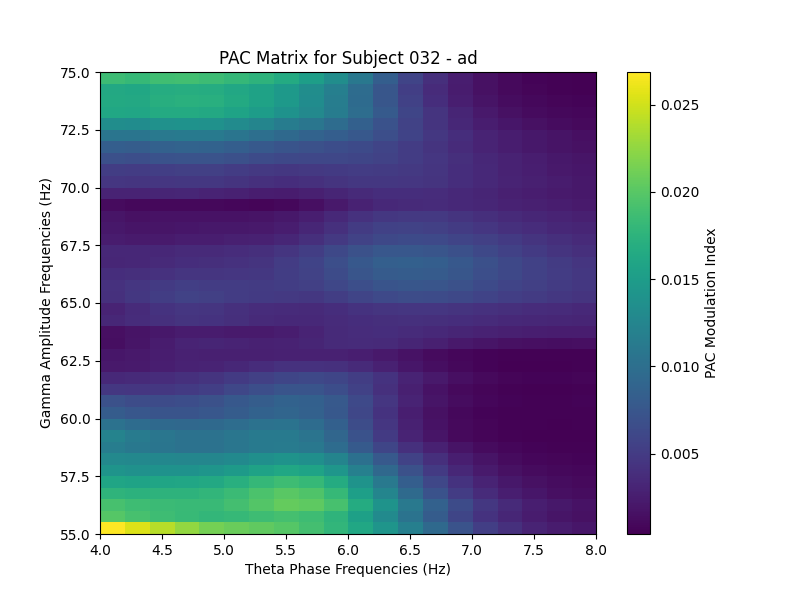 PAC Matrix for Subject 032 - ad
75.0
72.5
70.0
67.5
65.0
62.5
60.0
57.5
55.0
Gamma Amplitude Frequencies (Hz)
4.0 4.5 5.0 5.5 6.0 6.5 7.0 7.5 8.0
Theta Phase Frequencies (Hz)
0.025
0.020
0.015
0.010
0.005
PAC Modulation Index